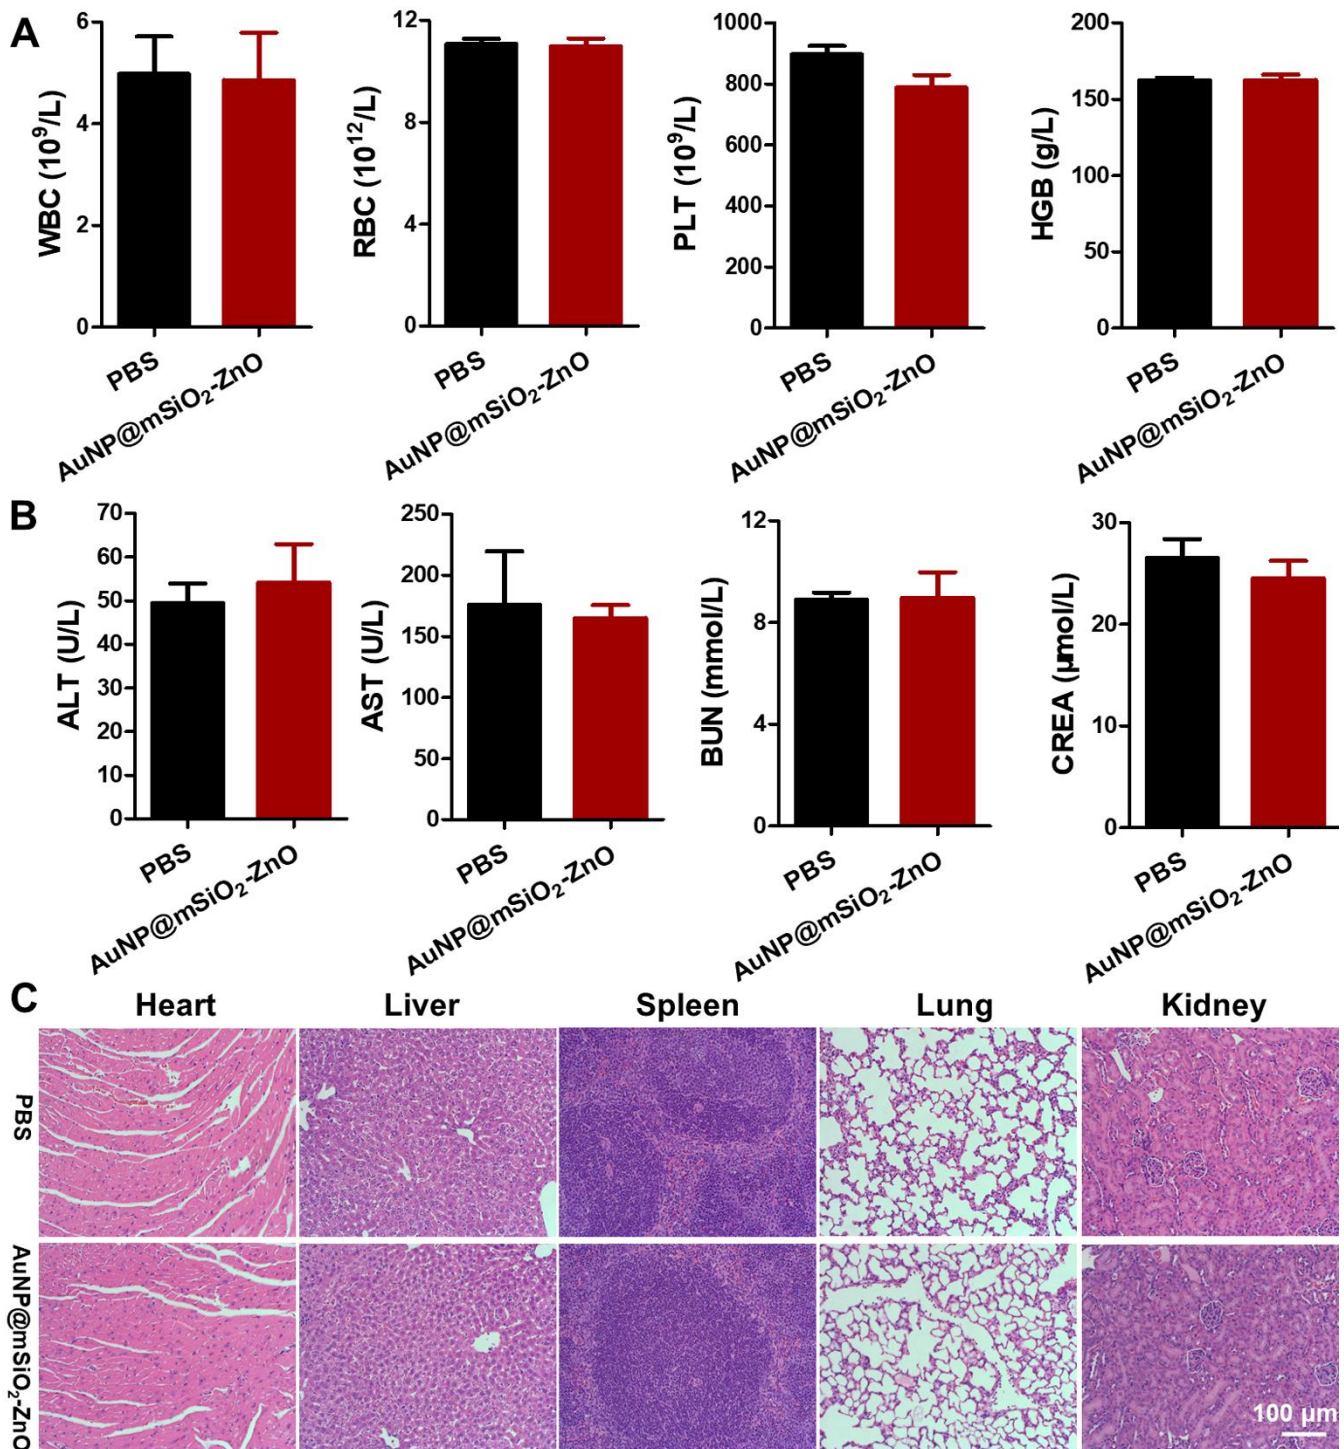 A
WBC (10⁹/L)
6
4
2
0
PBS
AuNP@mSiO₂-ZnO
RBC (10¹²/L)
12
8
4
0
PBS
AuNP@mSiO₂-ZnO
PLT (10⁹/L)
1000
800
600
400
200
0
PBS
AuNP@mSiO₂-ZnO
HGB (g/L)
200
150
100
50
0
PBS
AuNP@mSiO₂-ZnO
B
ALT (U/L)
70
60
50
40
30
20
10
0
PBS
AuNP@mSiO₂-ZnO
AST (U/L)
250
200
150
100
50
0
PBS
AuNP@mSiO₂-ZnO
BUN (mmol/L)
12
8
4
0
PBS
AuNP@mSiO₂-ZnO
CREA (µmol/L)
30
20
10
0
PBS
AuNP@mSiO₂-ZnO
C
Heart Liver Spleen Lung Kidney
PBS
AuNP@mSiO₂-ZnO
100 µm